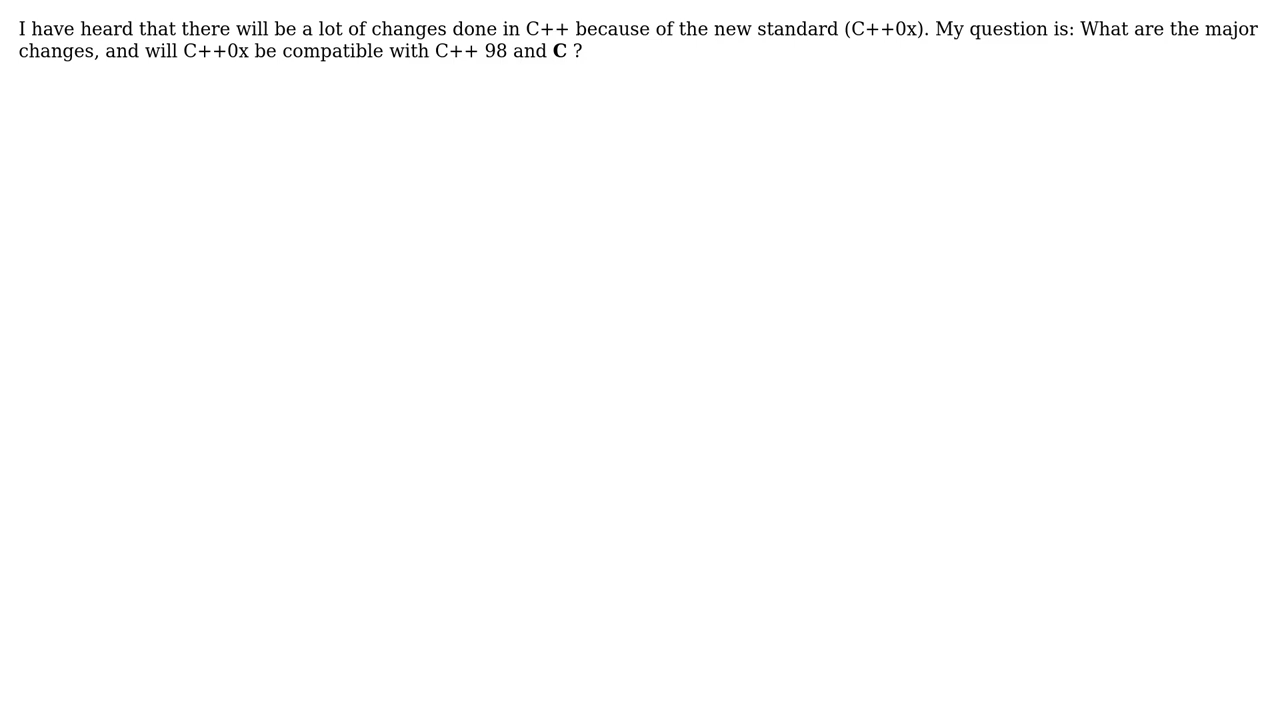 I have heard that there will be a lot of changes done in C++ because of the new standard (C++0x). My question is: What are the major
changes, and will C++0x be compatible with C++ 98 and C ?